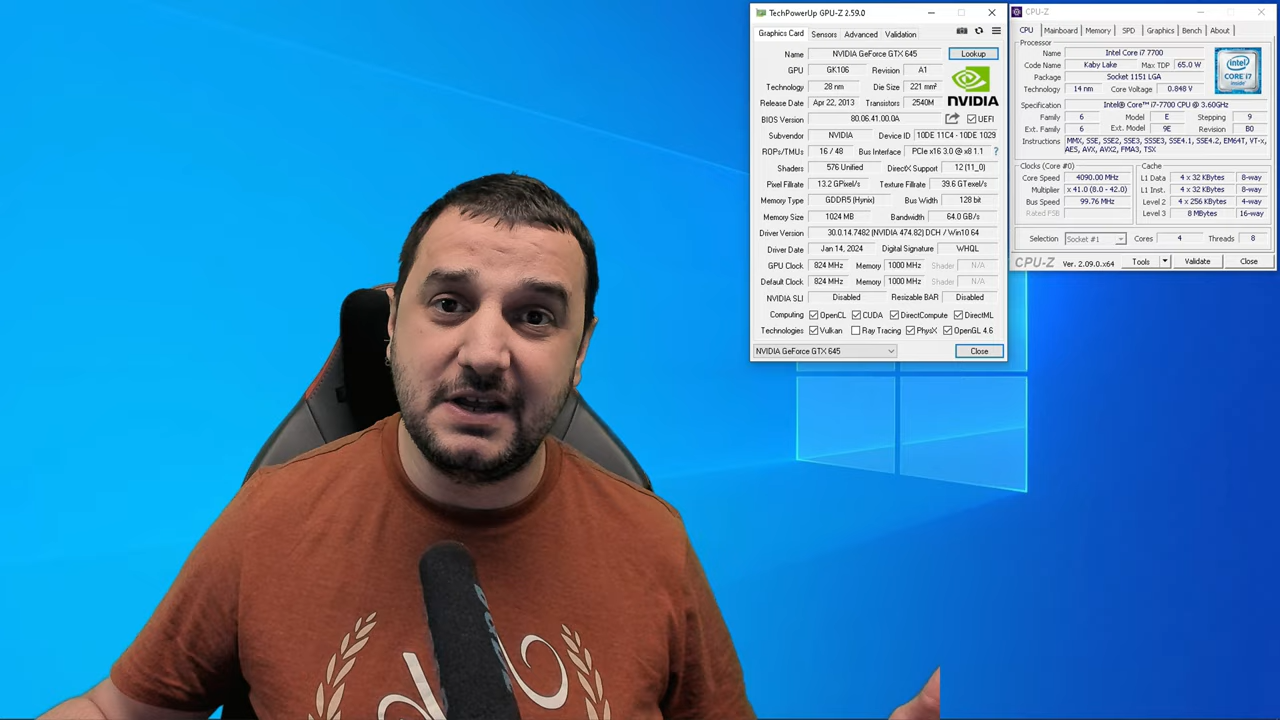 TechPowerUp GPU-Z 2.59.0
Graphics Card Sensors Advanced Validation
Name NVIDIA GeForce GTX 645 Lookup
GPU GK106 Revision A1
Technology 28 nm Die Size 221 mm²
Release Date Apr 22, 2013 Transistors 2540M
NVIDIA
BIOS Version 80.06.41.00.0A UEFI
Subvendor NVIDIA Device ID 10DE 11C4 - 10DE 1029
ROPs/TMUs 16 / 48 Bus Interface PCIe x16 3.0 @ x8 1.1 ?
Shaders 576 Unified DirectX Support 12 (11_0)
Pixel Fillrate 13.2 GPixel/s Texture Fillrate 39.6 GTexel/s
Memory Type GDDR5 (Hynix) Bus Width 128 bit
Memory Size 1024 MB Bandwidth 64.0 GB/s
Driver Version 30.0.14.7482 (NVIDIA 474.82) DCH / Win10 64
Driver Date Jan 14, 2024 Digital Signature WHQL
GPU Clock 824 MHz Memory 1000 MHz Shader N/A
Default Clock 824 MHz Memory 1000 MHz Shader N/A
NVIDIA SLI Disabled Resizable BAR Disabled
Computing OpenCL CUDA DirectCompute DirectML
Technologies Vulkan Ray Tracing PhysX OpenGL 4.6
NVIDIA GeForce GTX 645 Close
CPU-Z
CPU Mainboard Memory SPD Graphics Bench About
Processor
Name Intel Core i7 7700
Code Name Kaby Lake Max TDP 65.0 W
Package Socket 1151 LGA
Technology 14 nm Core Voltage 0.848 V
intel
CORE i7
inside
Specification Intel® Core™ i7-7700 CPU @ 3.60GHz
Family 6 Model E Stepping 9
Ext. Family 6 Ext. Model 9E Revision B0
Instructions MMX, SSE, SSE2, SSE3, SSSE3, SSE4.1, SSE4.2, EM64T, VT-x,
AES, AVX, AVX2, FMA3, TSX
Clocks (Core #0)
Core Speed 4090.00 MHz
Multiplier x 41.0 (8.0 - 42.0)
Bus Speed 99.76 MHz
Rated FSB
Cache
L1 Data 4 x 32 KBytes 8-way
L1 Inst. 4 x 32 KBytes 8-way
Level 2 4 x 256 KBytes 4-way
Level 3 8 MBytes 16-way
Selection Socket #1 Cores 4 Threads 8
CPU-Z Ver. 2.09.0.x64 Tools Validate Close